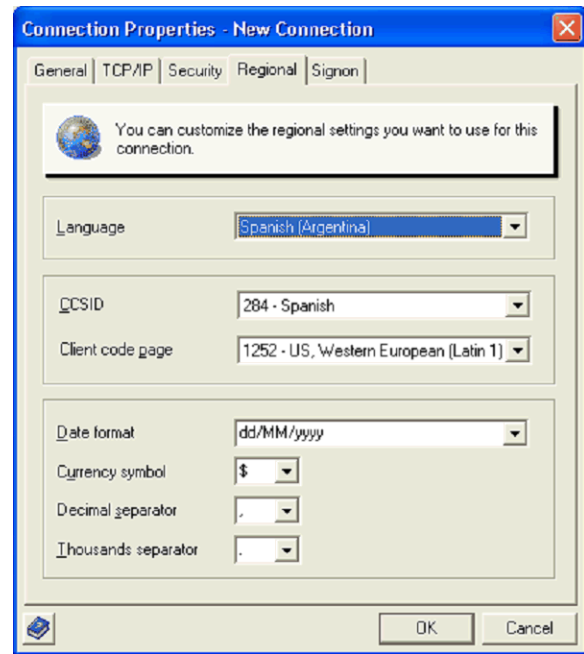 Connection Properties - New Connection
General TCP/IP Security Regional Signon
You can customize the regional settings you want to use for this
connection.
Language Spanish (Argentina)
CCSID 284 - Spanish
Client code page 1252 - US, Western European (Latin 1)
Date format dd/MM/yyyy
Currency symbol $
Decimal separator ,
Thousands separator .
OK Cancel